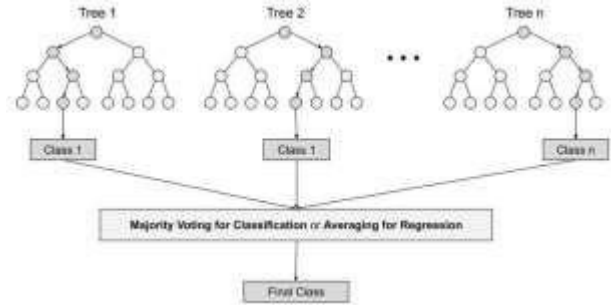 Tree 1
Tree 2
Tree n
Class 1
Class 1
Class n
Majority Voting for Classification or Averaging for Regression
Final Class